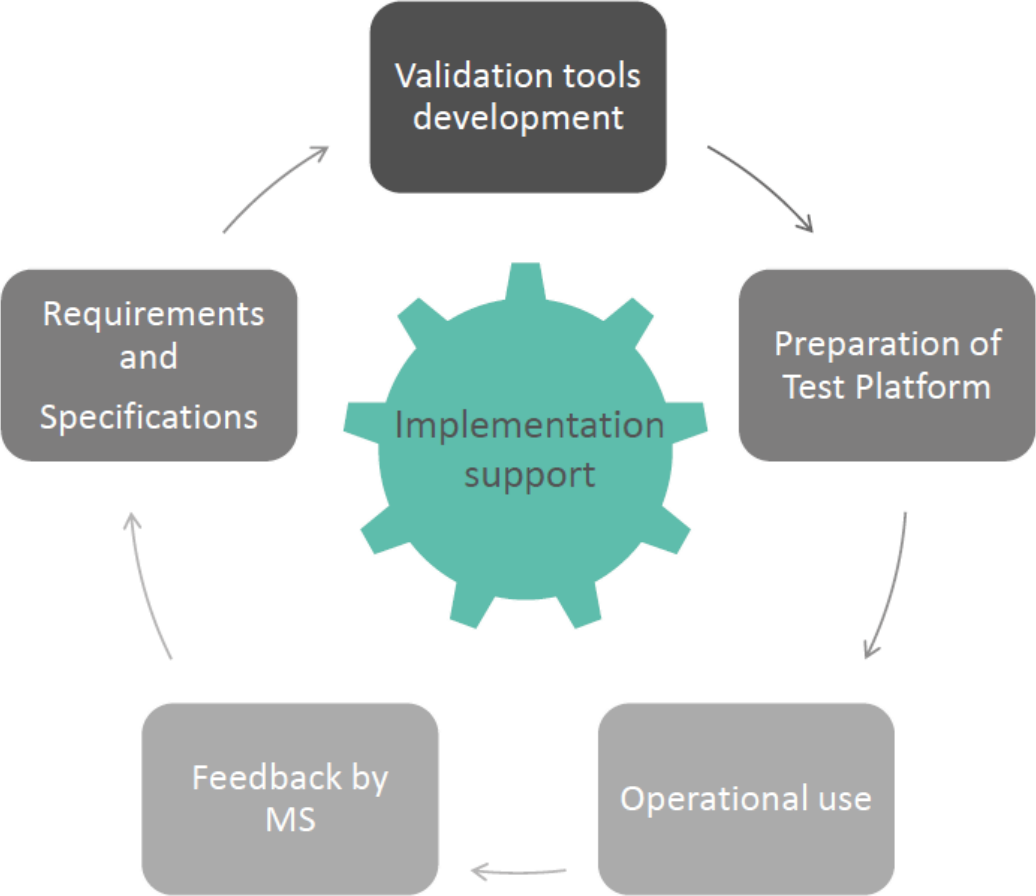 Validation tools
development
Requirements
and
Specifications
Preparation of
Test Platform
Implementation
support
Feedback by
MS
Operational use